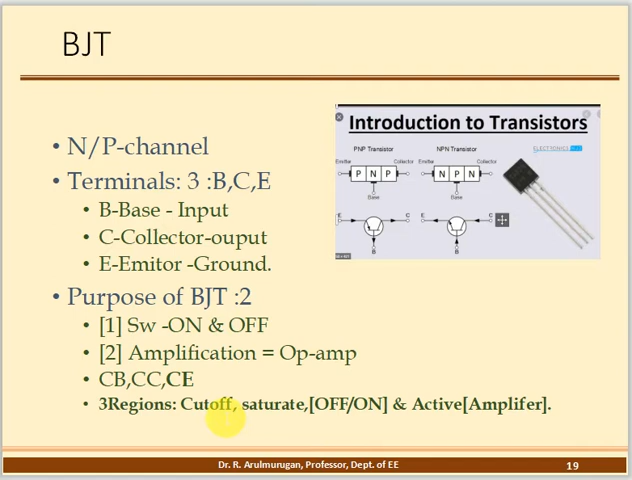 BJT
• N/P-channel
• Terminals: 3 :B,C,E
• B-Base - Input
• C-Collector-ouput
• E-Emitor -Ground.
• Purpose of BJT :2
• [1] Sw -ON & OFF
• [2] Amplification = Op-amp
• CB,CC,CE
• 3Regions: Cutoff, saturate,[OFF/ON] & Active[Amplifer].
Introduction to Transistors
PNP Transistor
NPN Transistor
ELECTRONICS
Emitter
Collector
Emitter
Collector
P N P
N P N
Base
Base
E
C
E
C
B
B
Dr. R. Arulmurugan, Professor, Dept. of EE
19